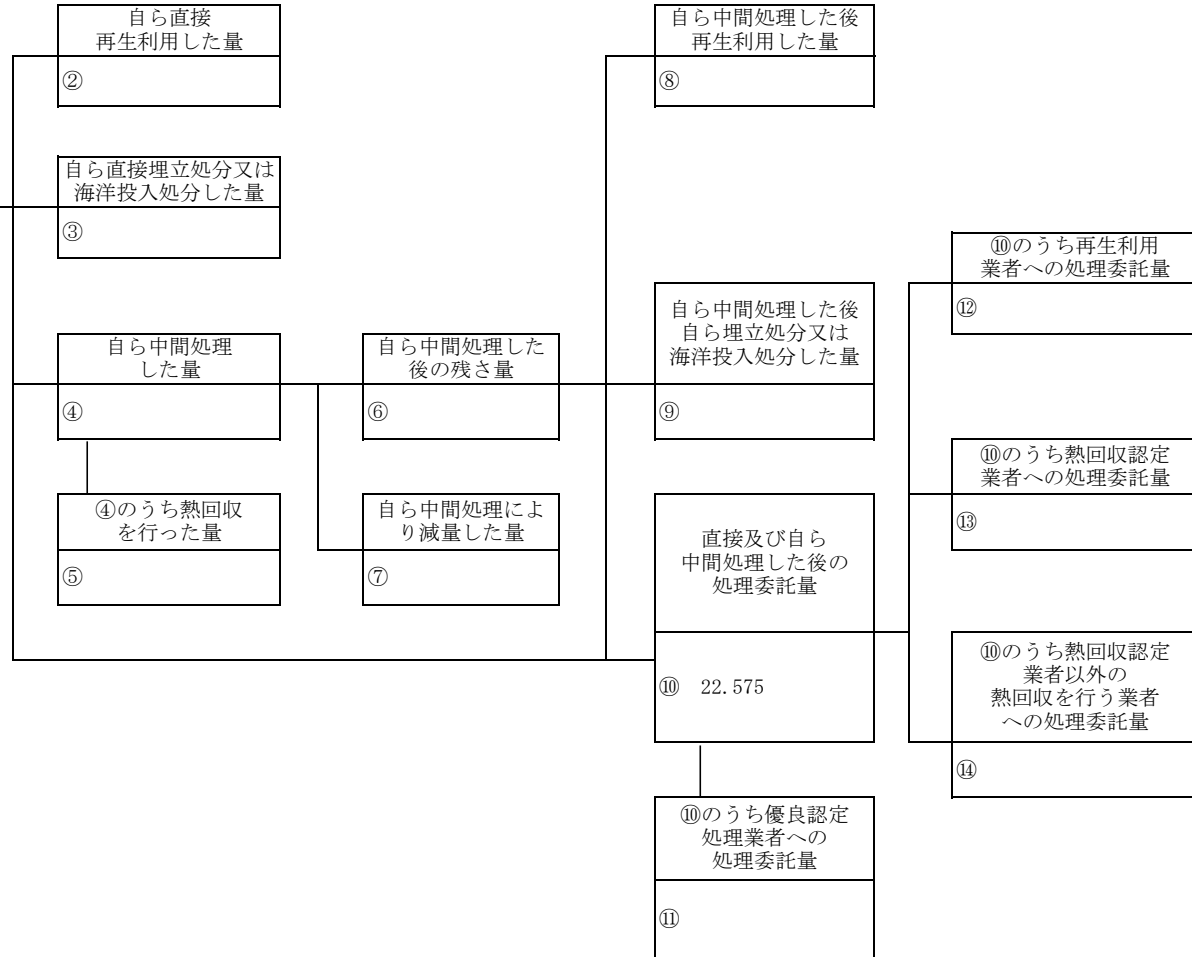 自ら直接
再生利用した量
②
自ら中間処理した後
再生利用した量
⑧
自ら直接埋立処分又は
海洋投入処分した量
③
⑩のうち再生利用
業者への処理委託量
⑫
自ら中間処理
した量
④
自ら中間処理した
後の残さ量
⑥
自ら中間処理した後
自ら埋立処分又は
海洋投入処分した量
⑨
⑩のうち熱回収認定
業者への処理委託量
⑬
④のうち熱回収
を行った量
⑤
自ら中間処理によ
り減量した量
⑦
直接及び自ら
中間処理した後の
処理委託量
⑩ 22.575
⑩のうち熱回収認定
業者以外の
熱回収を行う業者
への処理委託量
⑭
⑩のうち優良認定
処理業者への
処理委託量
⑪